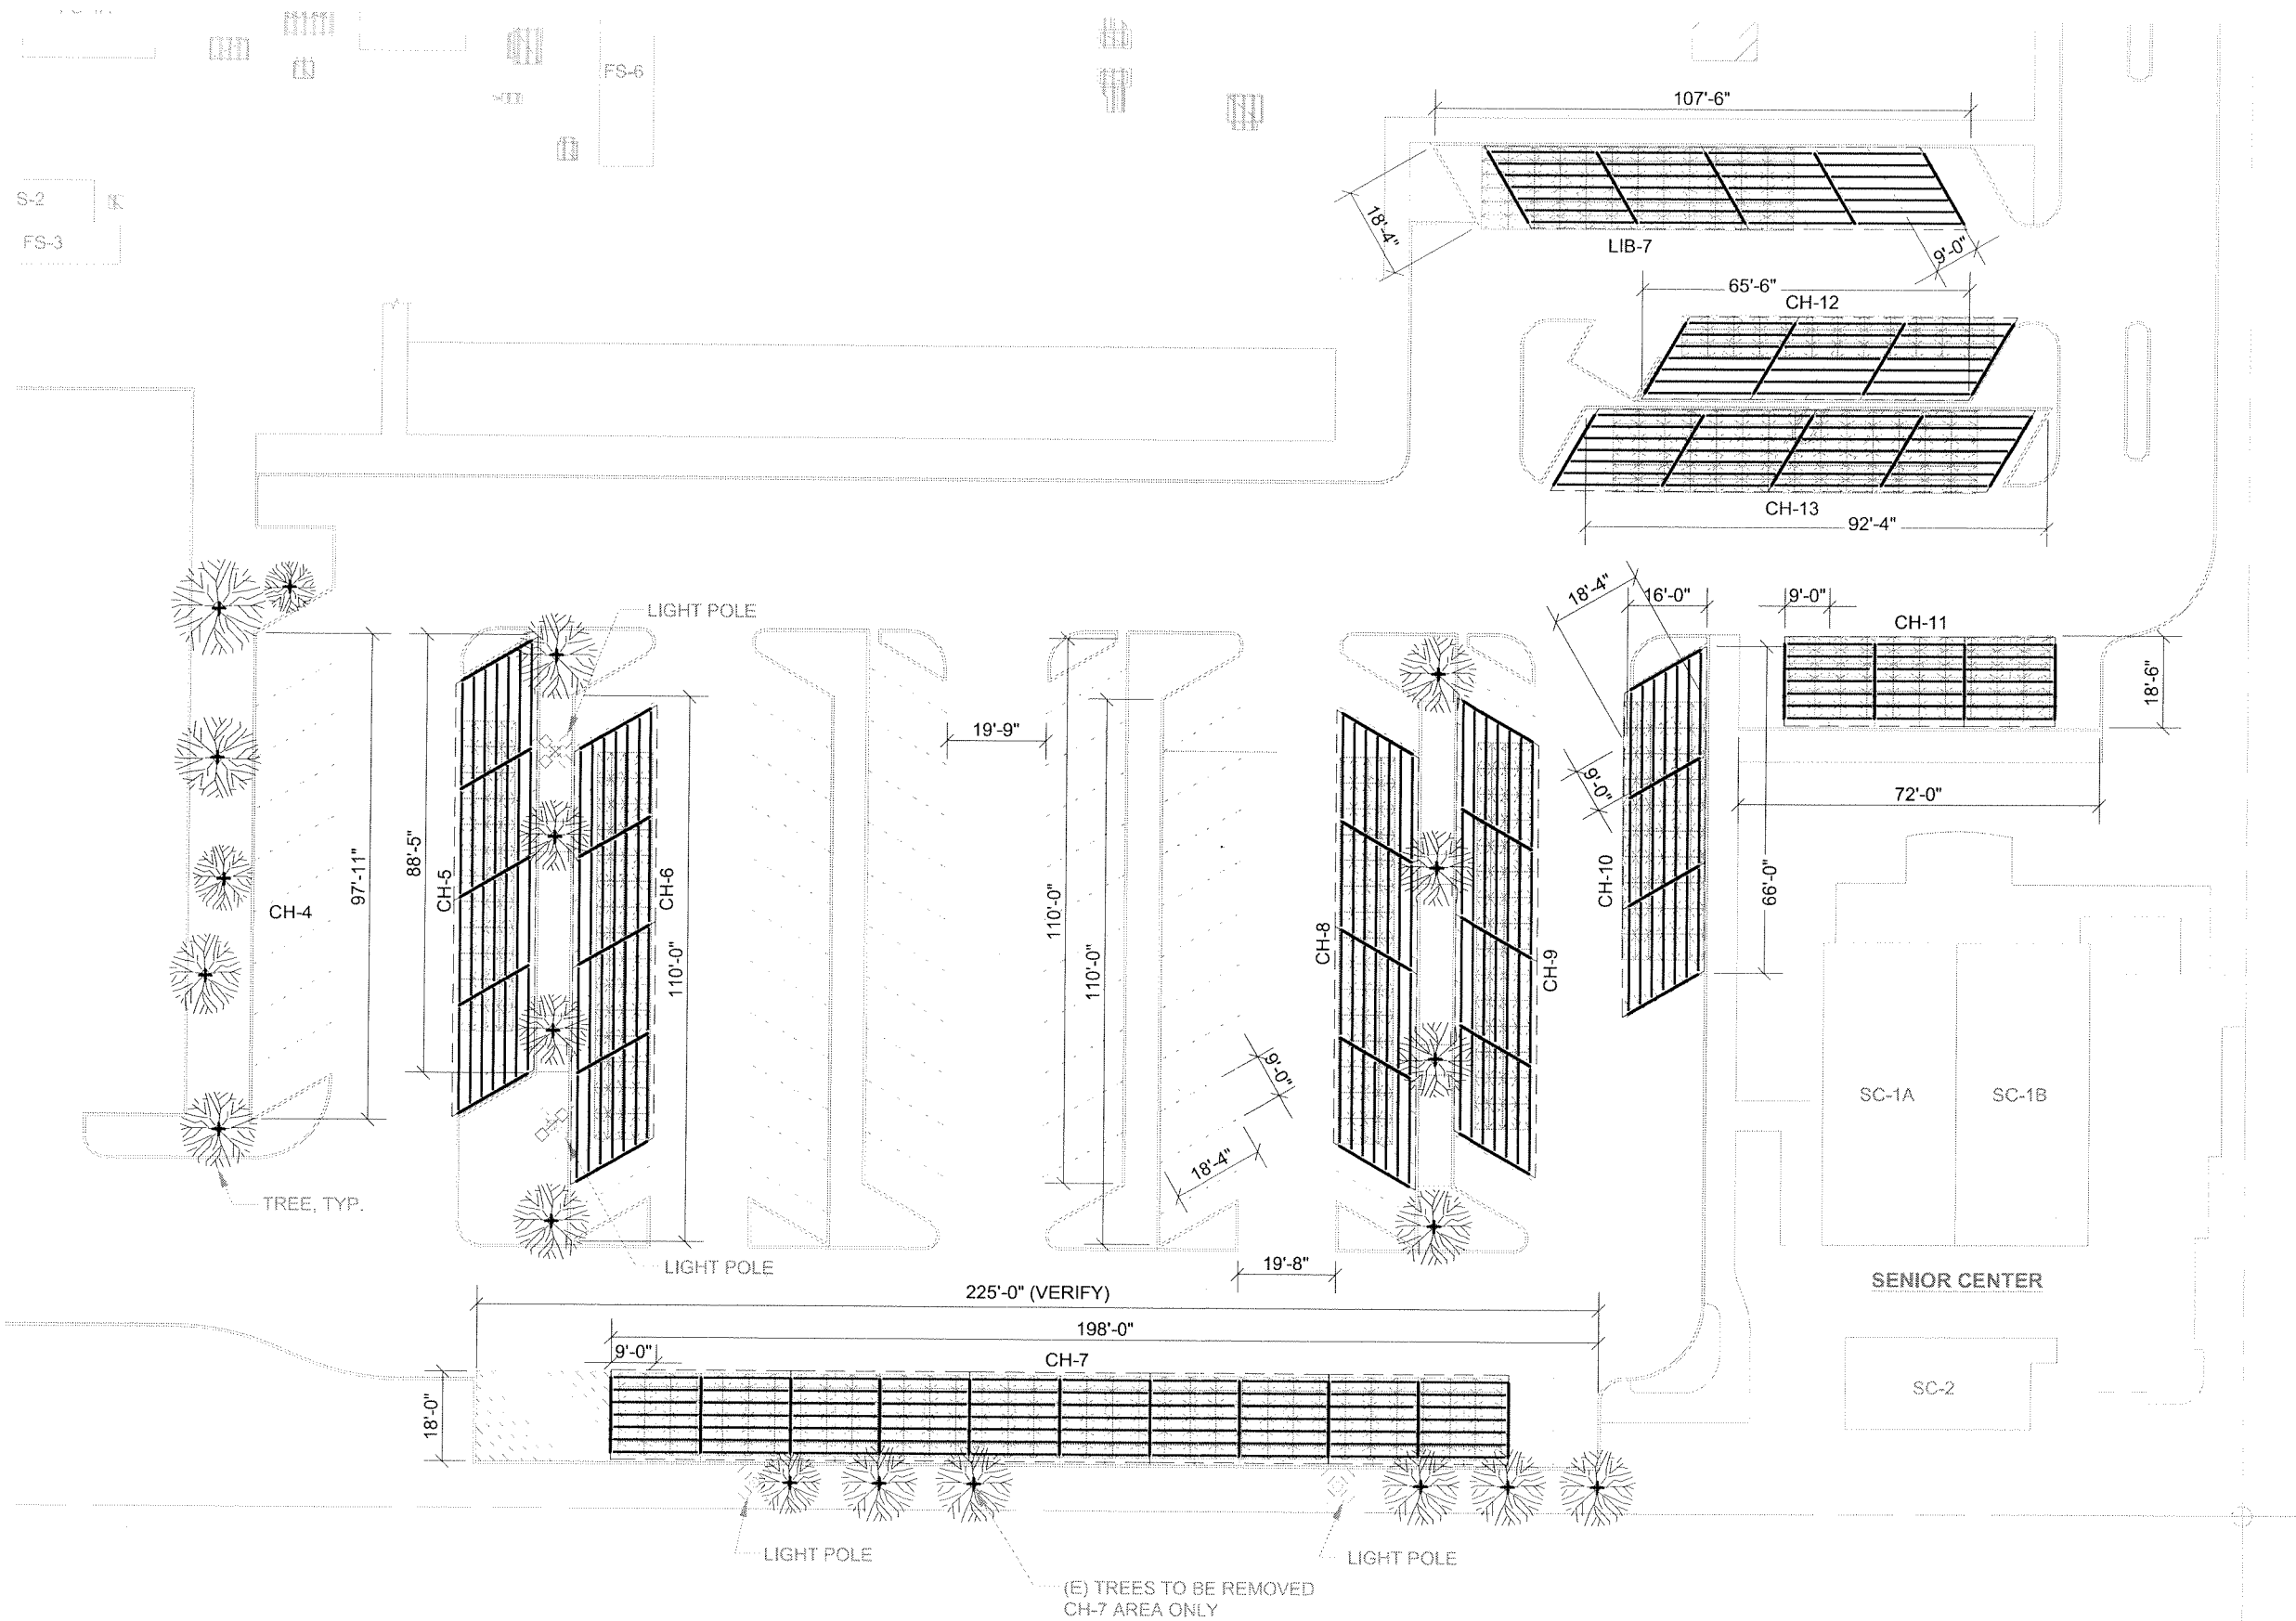 FS-6
107'-6"
S-2
FS-3
18'-4"
LIB-7
9'-0"
65'-6"
CH-12
CH-13
92'-4"
18'-4"
16'-0"
9'-0"
LIGHT POLE
CH-11
18'-6"
19'-9"
9'-0"
72'-0"
88'-5"
97'-11"
CH-5
CH-6
CH-10
66'-0"
CH-4
110'-0"
110'-0"
110'-0"
CH-8
CH-9
9'-0"
SC-1A
SC-1B
18'-4"
TREE, TYP.
LIGHT POLE
19'-8"
SENIOR CENTER
225'-0" (VERIFY)
198'-0"
9'-0"
CH-7
18'-0"
SC-2
LIGHT POLE
LIGHT POLE
(E) TREES TO BE REMOVED
CH-7 AREA ONLY